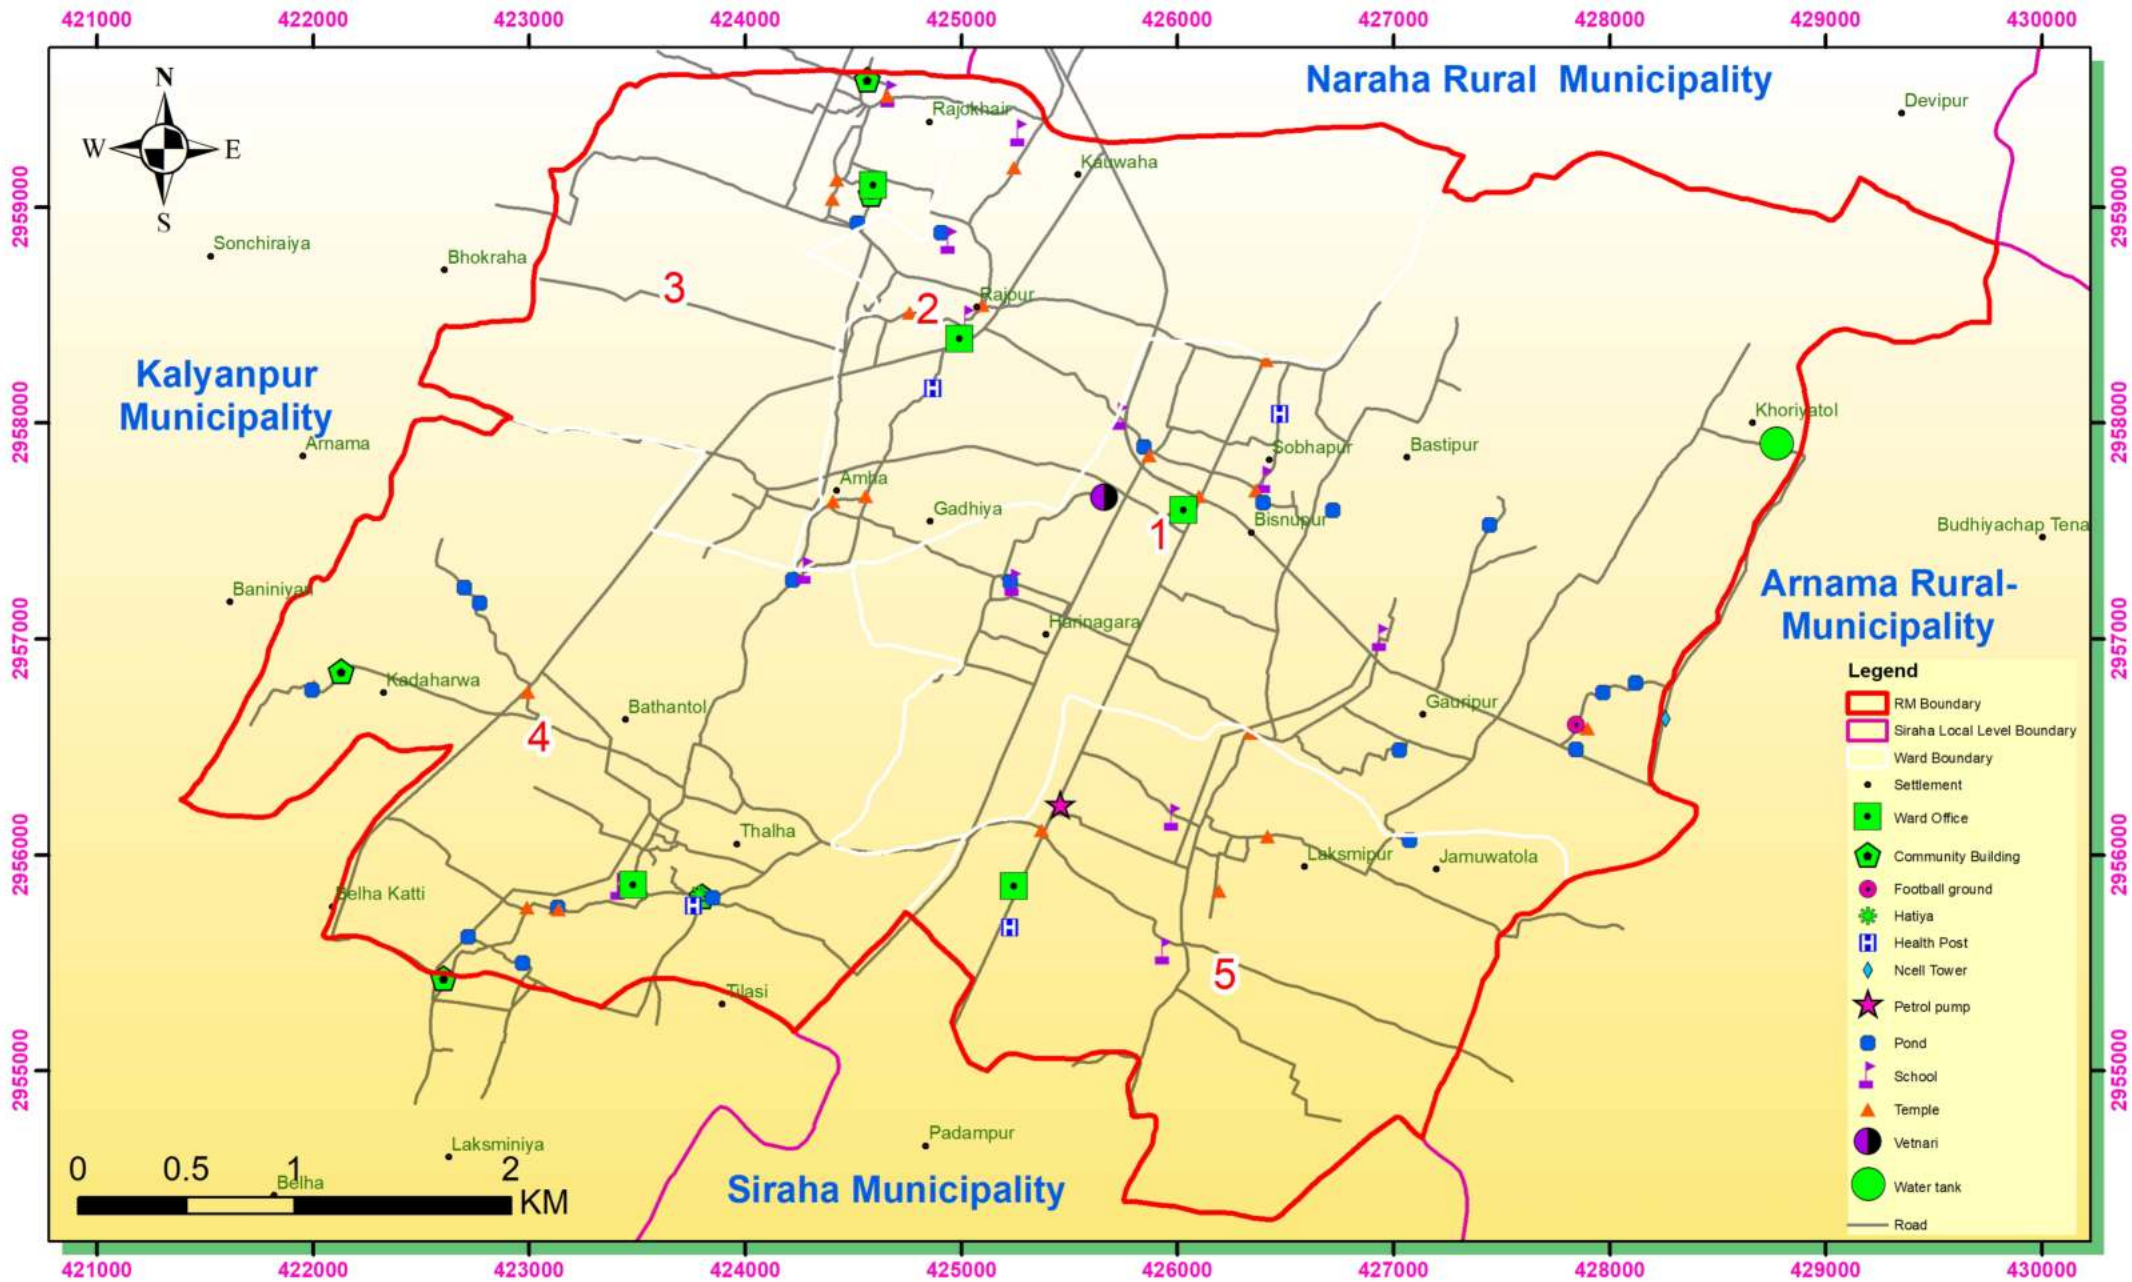 421000 422000 423000 424000 425000 426000 427000 428000 429000 430000
N
W E
S
Naraha Rural Municipality
Devipur
Rajokhair
Kauwaha
2959000 2959000
Sonchiraiya
Bhokraha
3
2
Rajpur
Kalyanpur
Municipality
Arnama
2958000 2958000
Khoriyatol
Sobhapur
Bastipur
Amha
Gadhiya
Bisnupur
1
Budhiyachap Tena
Arnama Rural-
Municipality
Baniniyan
Harinagara
2957000 2957000
Kadaharwa
Bathantol
Gauripur
4
Thalha
2956000 2956000
Laksmipur
Jamuwatola
Belha Katti
5
Tilasi
2955000 2955000
Padampur
Laksminiya
Belha
Siraha Municipality
0 0.5 1 2
KM
Legend
RM Boundary
Siraha Local Level Boundary
Ward Boundary
Settlement
Ward Office
Community Building
Football ground
Hatiya
H Health Post
Ncell Tower
Petrol pump
Pond
School
Temple
Vetnari
Water tank
Road
421000 422000 423000 424000 425000 426000 427000 428000 429000 430000